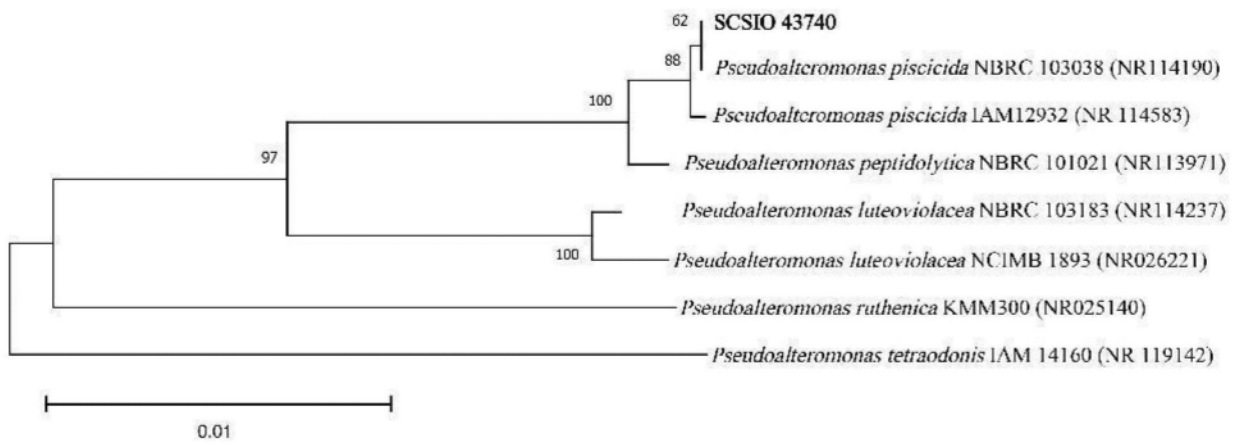 62
SCSIO 43740
88
Pseudoalteromonas piscicida NBRC 103038 (NR114190)
100
Pseudoalteromonas piscicida IAM12932 (NR 114583)
97
Pseudoalteromonas peptidolytica NBRC 101021 (NR113971)
Pseudoalteromonas luteoviolacea NBRC 103183 (NR114237)
100
Pseudoalteromonas luteoviolacea NCIMB 1893 (NR026221)
Pseudoalteromonas ruthenica KMM300 (NR025140)
Pseudoalteromonas tetraodonis IAM 14160 (NR 119142)
0.01